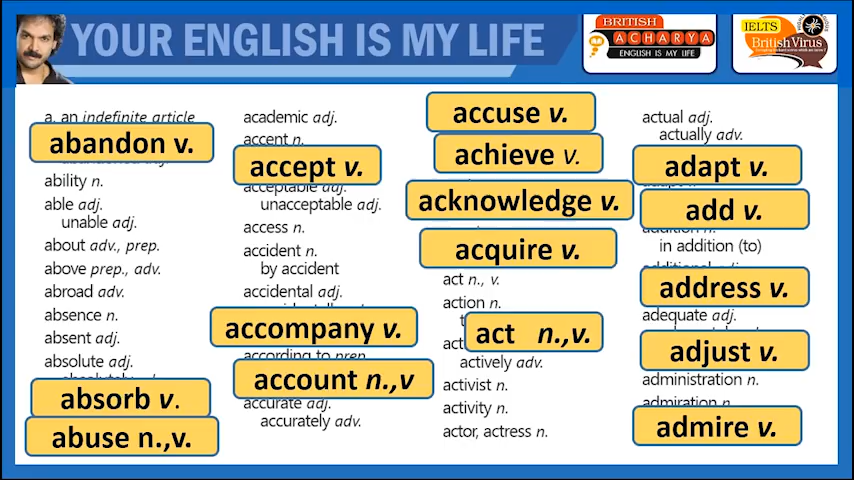 YOUR ENGLISH IS MY LIFE
BRITISH
ACHARYA
ENGLISH IS MY LIFE
IELTS
BritishVirus
a. an indefinite article
abandon v.
ability n.
able adj.
unable adj.
about adv., prep.
above prep., adv.
abroad adv.
absence n.
absent adj.
absolute adj.
absorb v.
abuse n.,v.
academic adj.
accent n.
accept v.
acceptable adj.
unacceptable adj.
access n.
accident n.
by accident
accidental adj.
accompany v.
according to prep.
account n.,v
accurate adj.
accurately adv.
accuse v.
achieve v.
acknowledge v.
acquire v.
act n., v.
action n.
act n.,v.
actively adv.
activist n.
activity n.
actor, actress n.
actual adj.
actually adv.
adapt v.
add v.
addition n.
in addition (to)
additional adj.
address v.
adequate adj.
adjust v.
administration n.
admiration n.
admire v.